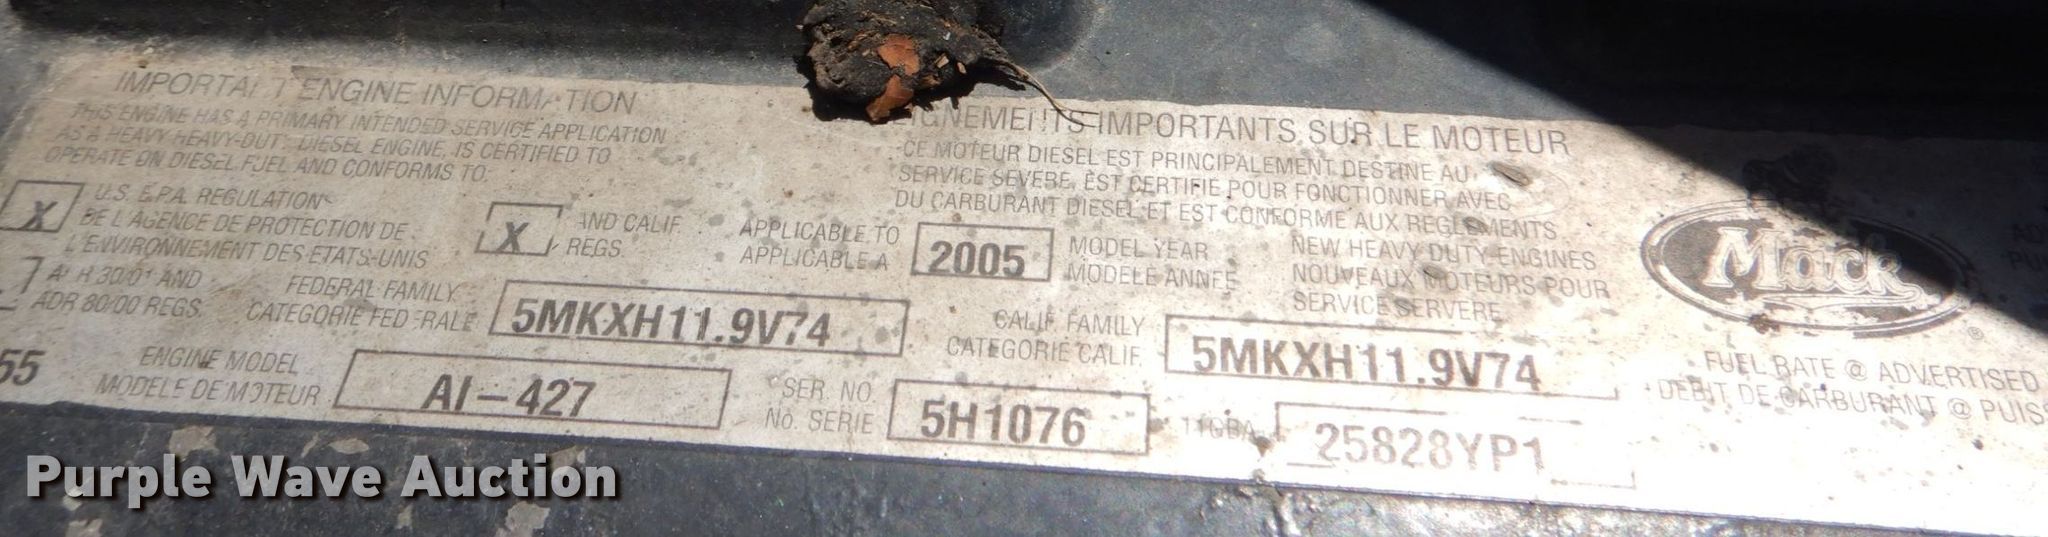 IMPORTANT ENGINE INFORMATION
THIS ENGINE HAS A PRIMARY INTENDED SERVICE APPLICATION
AS A HEAVY HEAVY-DUTY DIESEL ENGINE, IS CERTIFIED TO
OPERATE ON DIESEL FUEL AND CONFORMS TO:
X U.S. E.P.A. REGULATIONS
DE L'AGENCE DE PROTECTION DE
L'ENVIRONNEMENT DES ETATS-UNIS
X AND CALIF.
REGS.
30/01 AND
ADR 80/00 REGS.
IMPORTANTS SUR LE MOTEUR
CE MOTEUR DIESEL EST PRINCIPALEMENT DESTINE AU
SERVICE SEVERE, EST CERTIFIE POUR FONCTIONNER AVEC
DU CARBURANT DIESEL ET EST CONFORME AUX REGLEMENTS
APPLICABLE TO
APPLICABLE A
2005
MODEL YEAR
MODELE ANNEE
NEW HEAVY DUTY ENGINES
NOUVEAUX MOTEURS POUR
SERVICE SERVERE
FEDERAL FAMILY
CATEGORIE FEDERALE
5MKXH11.9V74
CALIF. FAMILY
CATEGORIE CALIF.
5MKXH11.9V74
55
ENGINE MODEL
MODELE DE MOTEUR
AI-427
SER. NO.
No. SERIE
5H1076
11GBA
25828YP1
Mack
®
FUEL RATE @ ADVERTISED
DEBIT DE CARBURANT @
Purple Wave Auction